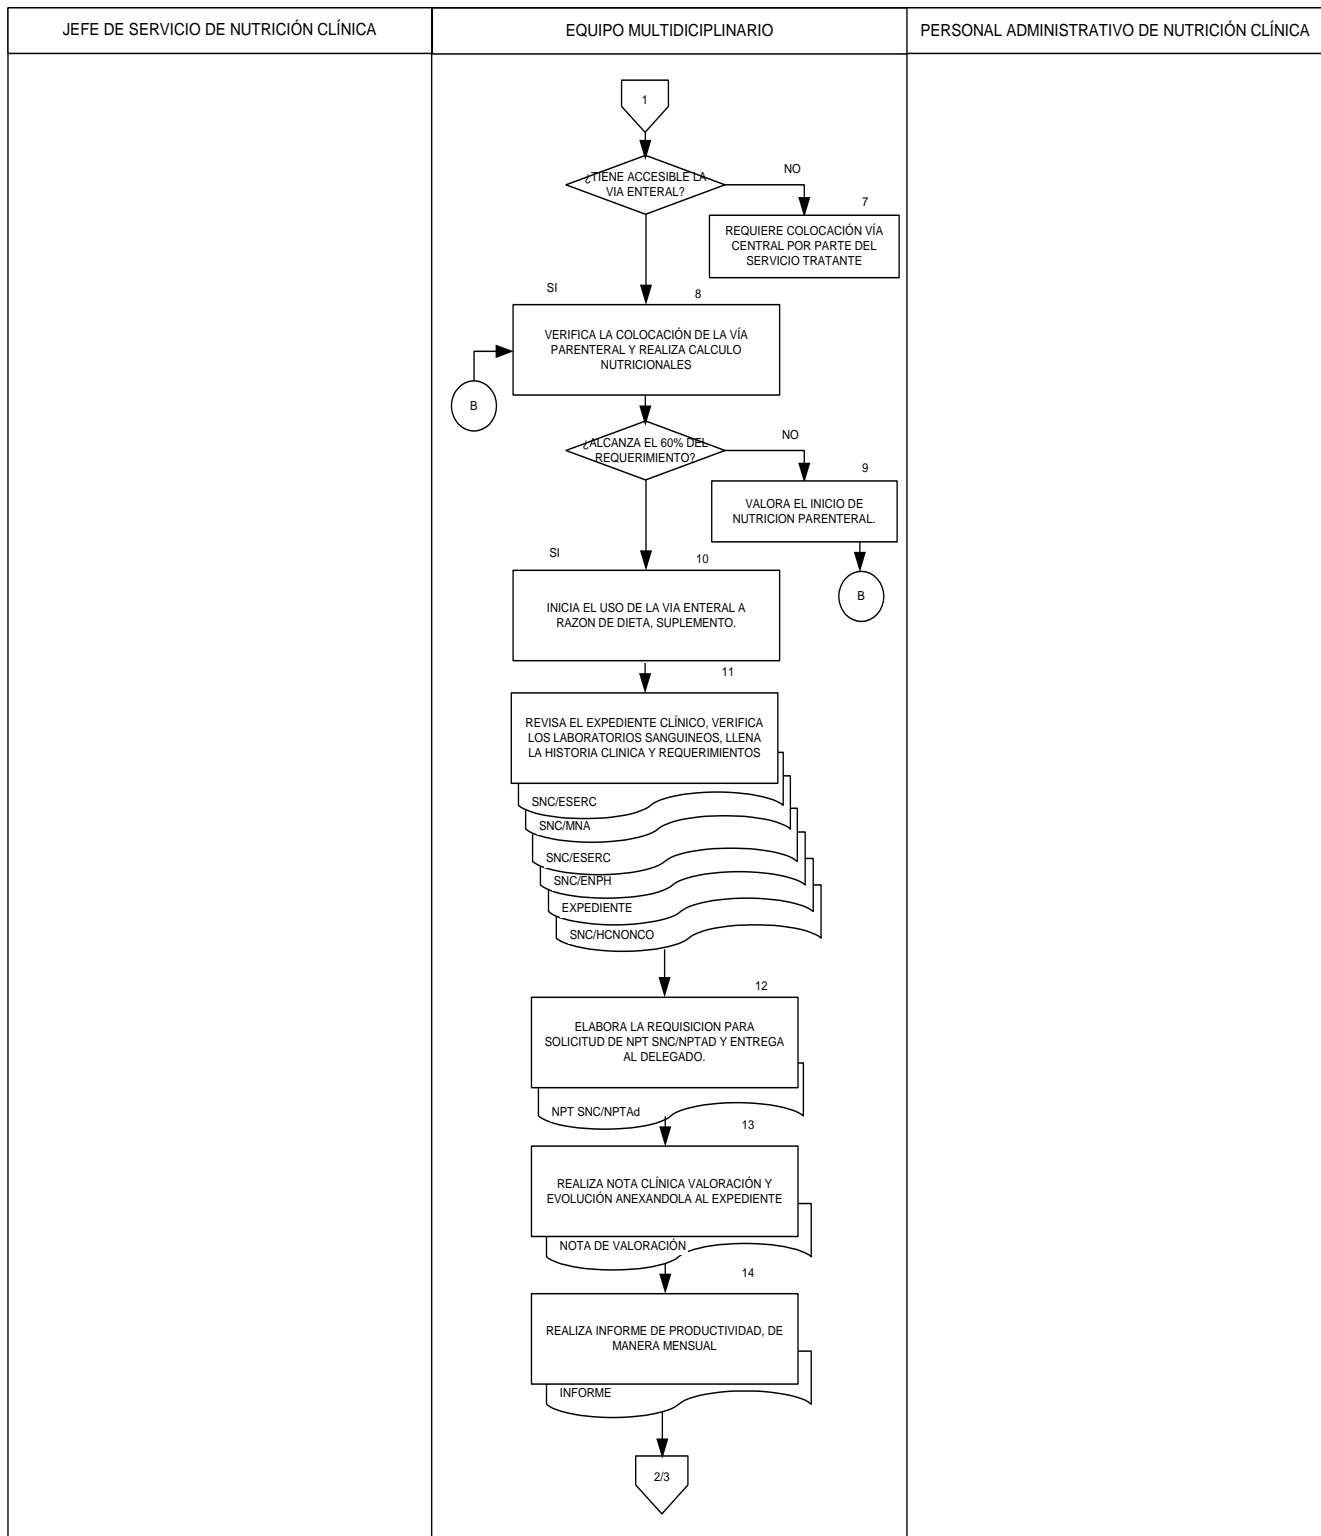 JEFE DE SERVICIO DE NUTRICIÓN CLÍNICA
EQUIPO MULTIDICIPLINARIO
PERSONAL ADMINISTRATIVO DE NUTRICIÓN CLÍNICA
1
¿TIENE ACCESIBLE LA
VIA ENTERAL?
NO
7
REQUIERE COLOCACIÓN VÍA
CENTRAL POR PARTE DEL
SERVICIO TRATANTE
SI
8
VERIFICA LA COLOCACIÓN DE LA VÍA
PARENTERAL Y REALIZA CALCULO
NUTRICIONALES
B
¿ALCANZA EL 60% DEL
REQUERIMIENTO?
NO
9
VALORA EL INICIO DE
NUTRICION PARENTERAL.
B
SI
10
INICIA EL USO DE LA VIA ENTERAL A
RAZON DE DIETA, SUPLEMENTO.
11
REVISA EL EXPEDIENTE CLÍNICO, VERIFICA
LOS LABORATORIOS SANGUINEOS, LLENA
LA HISTORIA CLINICA Y REQUERIMIENTOS
SNC/ESERC
SNC/MNA
SNC/ESERC
SNC/ENPH
EXPEDIENTE
SNC/HCNONCO
12
ELABORA LA REQUISICION PARA
SOLICITUD DE NPT SNC/NPTAD Y ENTREGA
AL DELEGADO.
NPT SNC/NPTAd
13
REALIZA NOTA CLÍNICA VALORACIÓN Y
EVOLUCIÓN ANEXANDOLA AL EXPEDIENTE
NOTA DE VALORACIÓN
14
REALIZA INFORME DE PRODUCTIVIDAD, DE
MANERA MENSUAL
INFORME
2/3